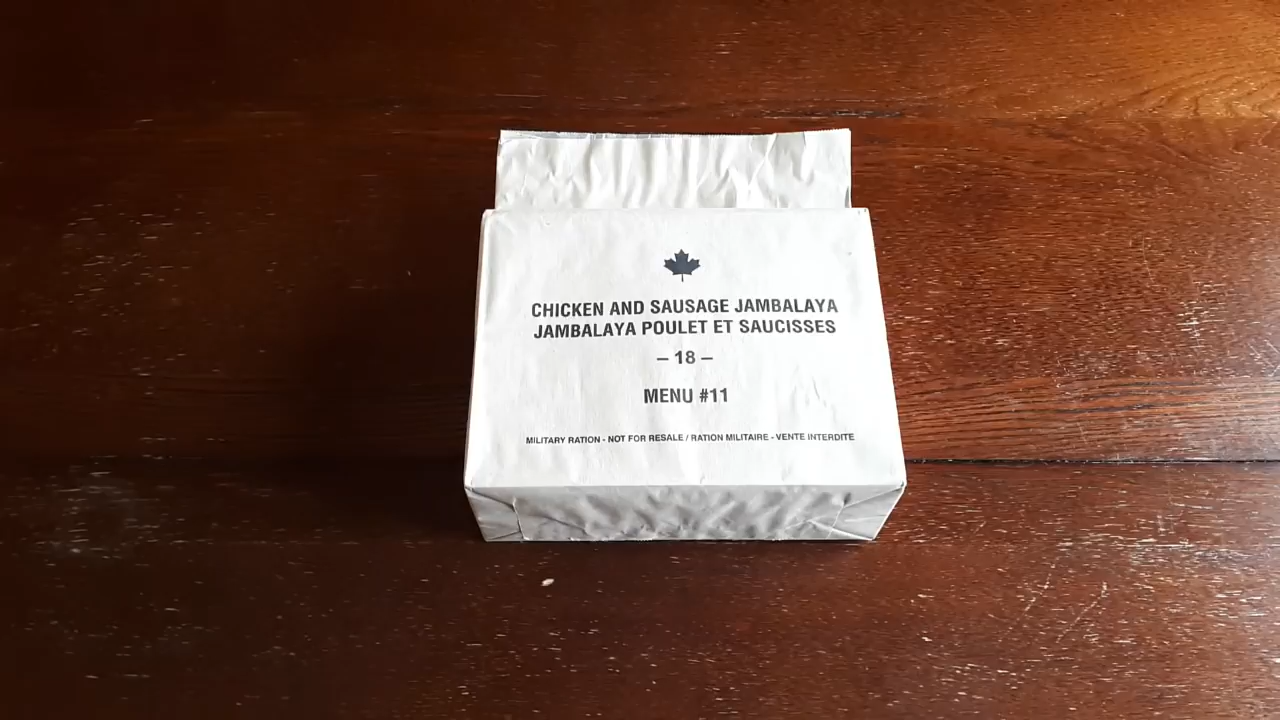 CHICKEN AND SAUSAGE JAMBALAYA
JAMBALAYA POULET ET SAUCISSES
– 18 –
MENU #11
MILITARY RATION - NOT FOR RESALE / RATION MILITAIRE - VENTE INTERDITE